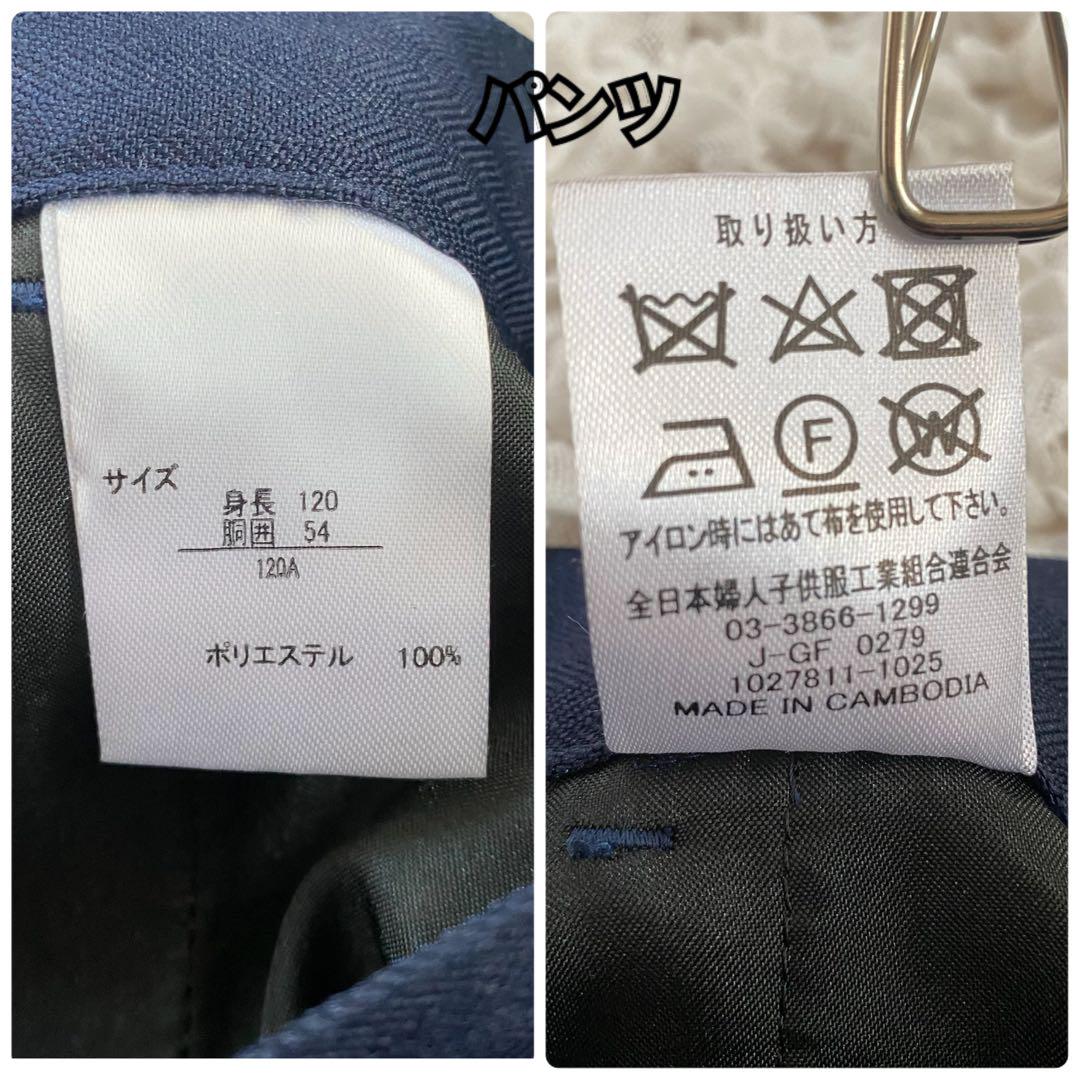 パンツ
サイズ
身長 120
胴囲 54
120A
ポリエステル 100%
取り扱い方
F
W
アイロン時にはあて布を使用して下さい。
全日本婦人子供服工業組合連合会
03-3866-1299
J-GF 0279
1027811-1025
MADE IN CAMBODIA